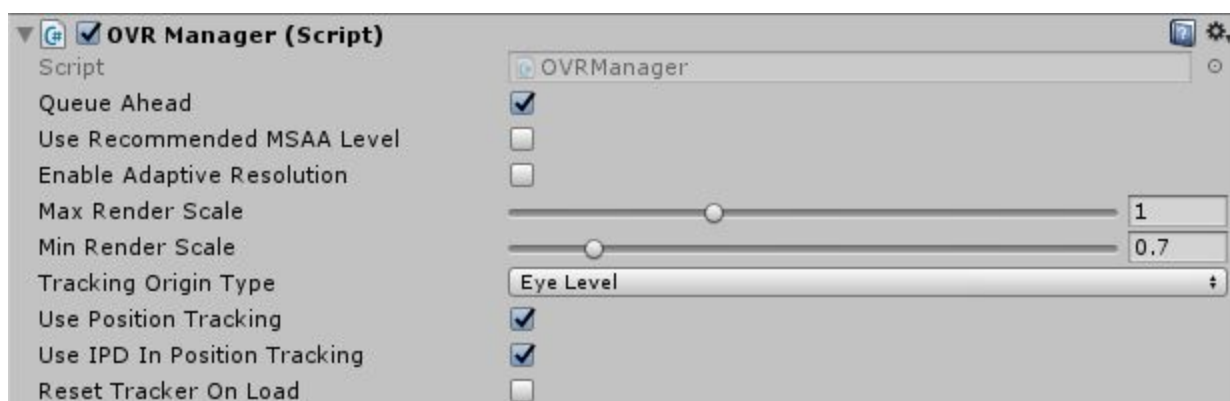 OVR Manager (Script)
Script OVRManager
Queue Ahead
Use Recommended MSAA Level
Enable Adaptive Resolution
Max Render Scale 1
Min Render Scale 0.7
Tracking Origin Type Eye Level
Use Position Tracking
Use IPD In Position Tracking
Reset Tracker On Load